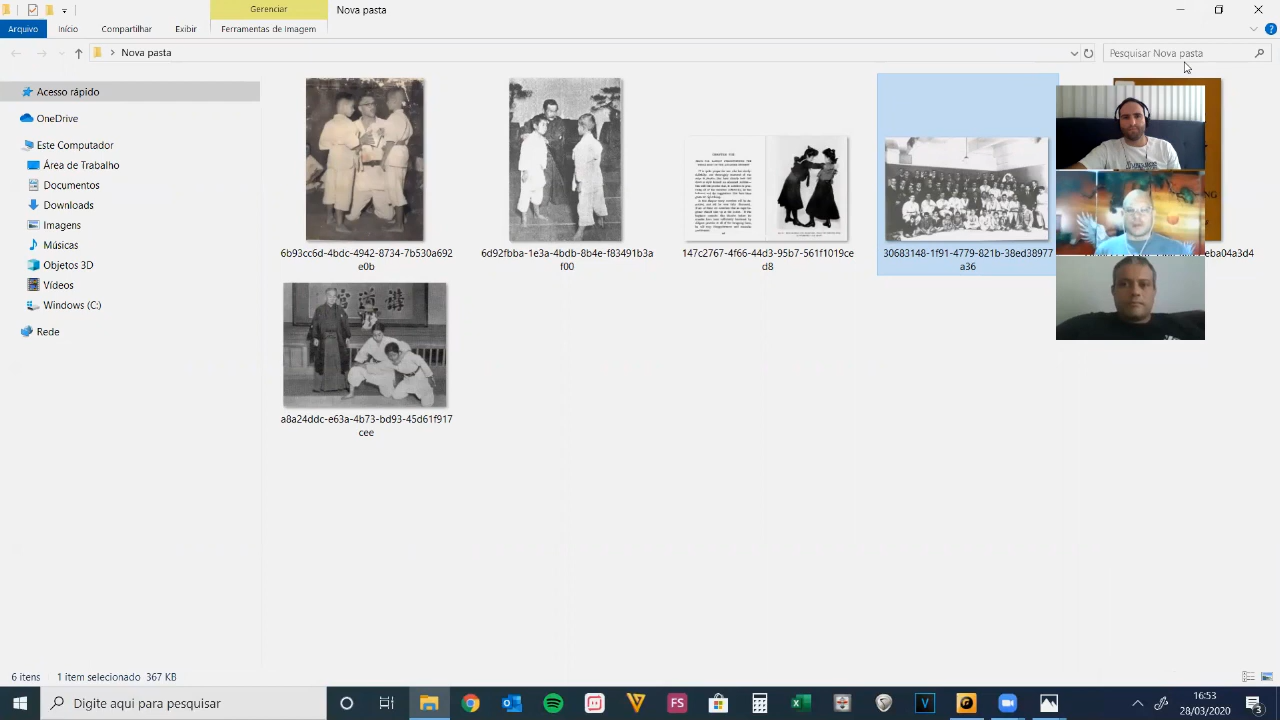 Gerenciar
Nova pasta
Arquivo
Início
Compartilhar
Exibir
Ferramentas de Imagem
Nova pasta
Pesquisar Nova pasta
Acesso rápido
OneDrive
Este Computador
Área de Trabalho
Documentos
Downloads
Imagens
Músicas
Objetos 3D
Vídeos
Windows (C:)
Rede
6b93cc6d-4bdc-4942-8734-7b530a692
e0b
6d92fbba-1e3a-4bdb-8b4e-f83491b3a
f00
147c2767-4f66-44d3-95b7-561f1019ce
d8
30683148-1f91-4779-821b-38ed38977
a36
eba04a3d4
a8a24ddc-e63a-4b73-bd93-45d61f917
cee
6 itens
1 item selecionado 367 KB
Digite aqui para pesquisar
16:53
28/03/2020